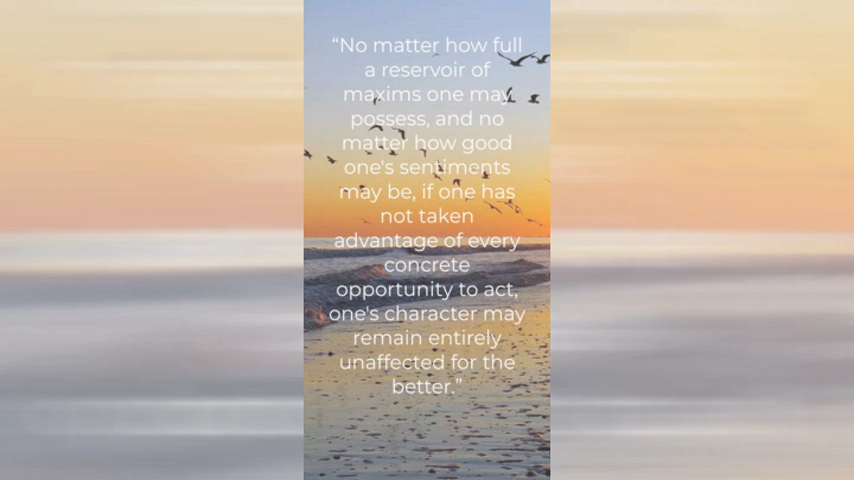 “No matter how full
a reservoir of
maxims one may
possess, and no
matter how good
one's sentiments
may be, if one has
not taken
advantage of every
concrete
opportunity to act,
one's character may
remain entirely
unaffected for the
better.”